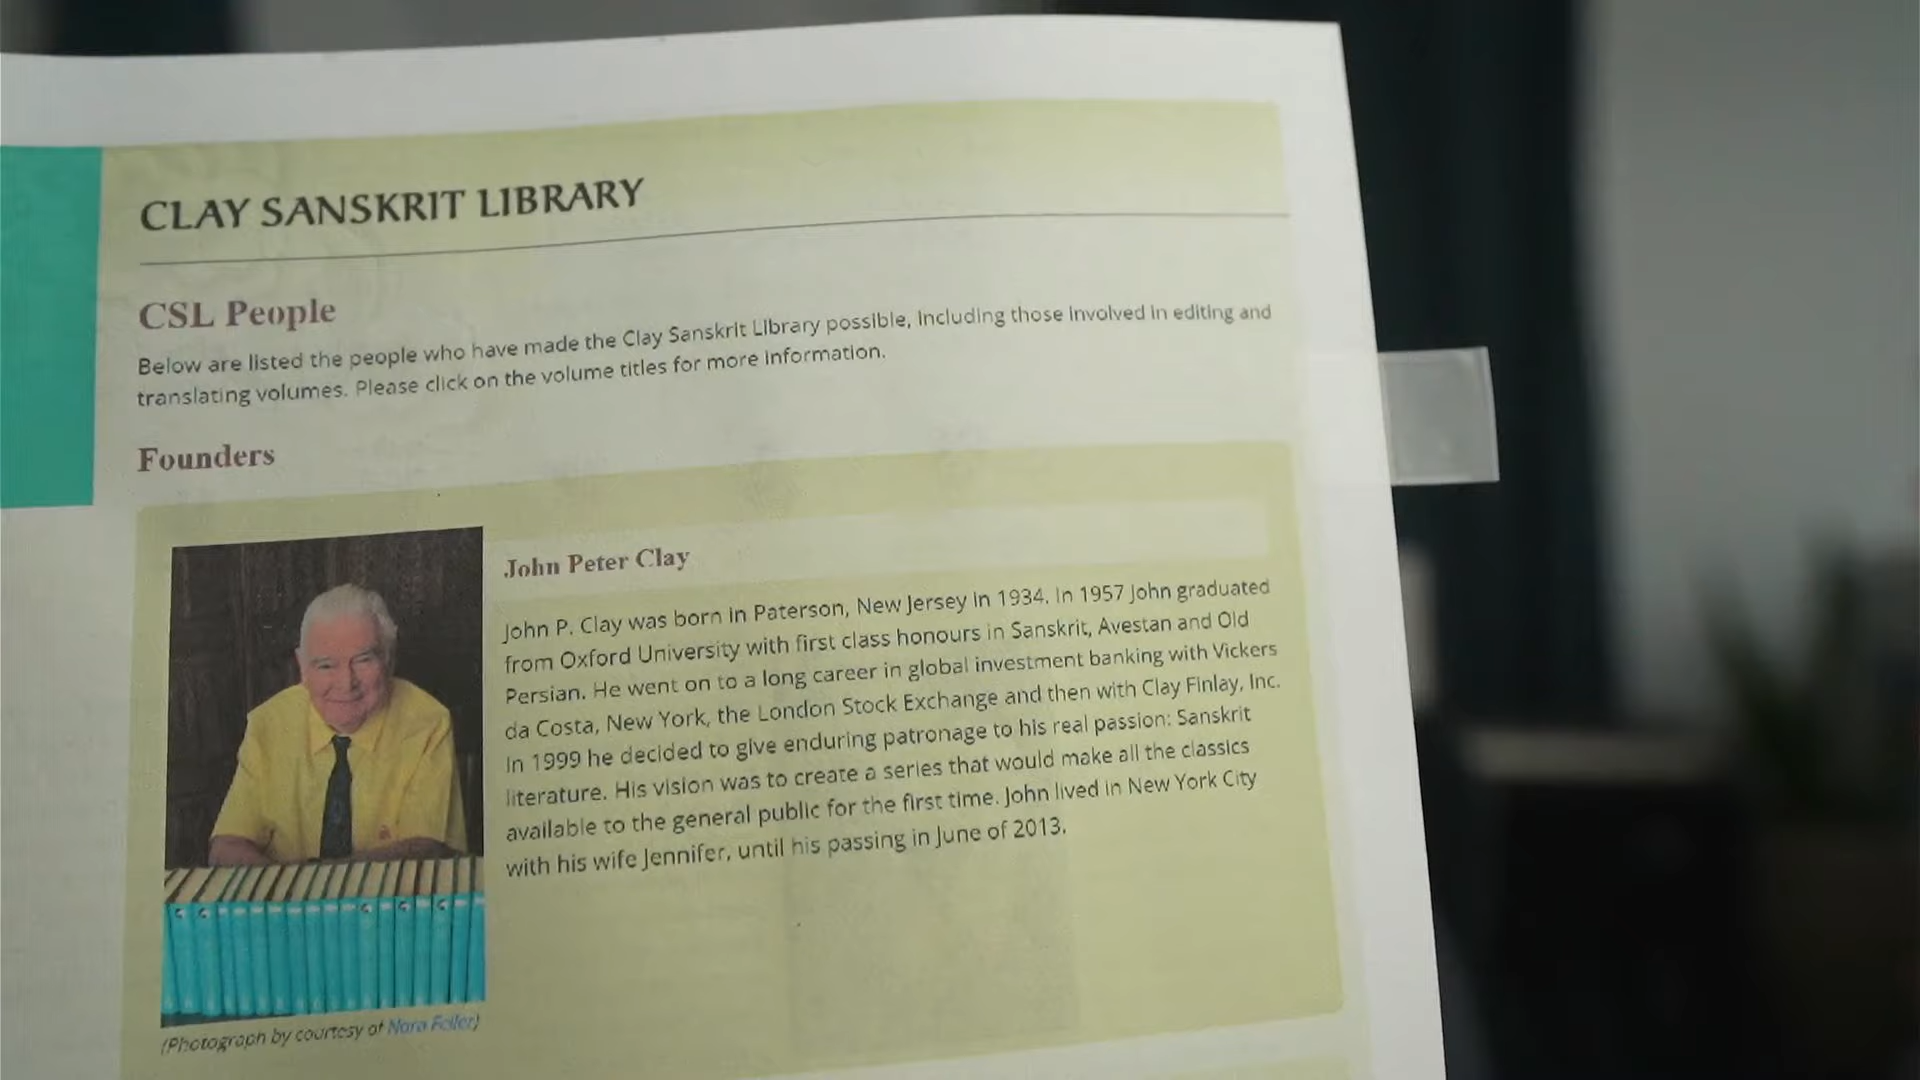 CLAY SANSKRIT LIBRARY
CSL People
Below are listed the people who have made the Clay Sanskrit Library possible, including those involved in editing and
translating volumes. Please click on the volume titles for more information.
Founders
John Peter Clay
John P. Clay was born in Paterson, New Jersey in 1934. In 1957 John graduated
from Oxford University with first class honours in Sanskrit, Avestan and Old
Persian. He went on to a long career in global investment banking with Vickers
da Costa, New York, the London Stock Exchange and then with Clay Finlay, Inc.
In 1999 he decided to give enduring patronage to his real passion: Sanskrit
literature. His vision was to create a series that would make all the classics
available to the general public for the first time. John lived in New York City
with his wife Jennifer, until his passing in June of 2013.
(Photograph by courtesy of Nora Feller)